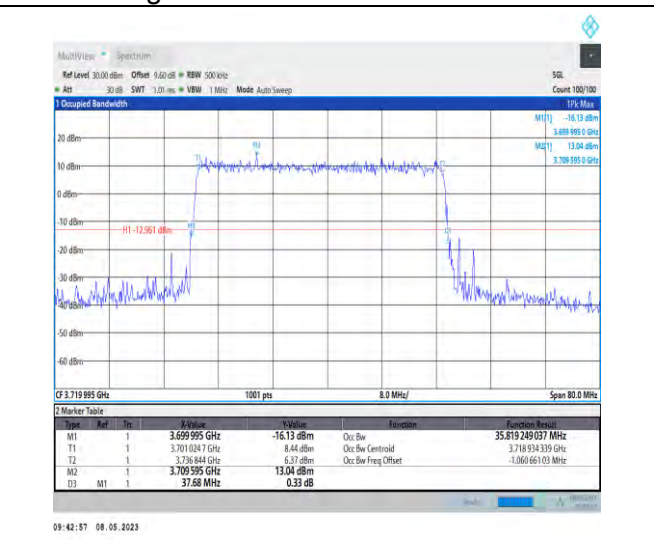 MultiView Spectrum
Ref Level 30.00 dBm Offset 9.60 dB RBW 500 kHz SGL
Att 30 dB SWT 1.01 ms VBW 1 MHz Mode Auto Sweep Count 100/100
1 Occupied Bandwidth 1Pk Max
M1[1] -16.13 dBm
3.699 995 0 GHz
M2[1] 13.04 dBm
3.709 595 0 GHz
20 dBm
M2
T1
10 dBm
0 dBm
-10 dBm
H1 -12.961 dBm
-20 dBm
-30 dBm
-40 dBm
-50 dBm
-60 dBm
CF 3.719 995 GHz 1001 pts 8.0 MHz/ Span 80.0 MHz
2 Marker Table
Type Ref Trc X-Value Y-Value Function Function Result
M1 1 3.699 995 GHz -16.13 dBm Occ Bw 35.819 249 037 MHz
T1 1 3.701 024 7 GHz 8.44 dBm Occ Bw Centroid 3.718 934 339 GHz
T2 1 3.736 844 GHz 6.37 dBm Occ Bw Freq Offset -1.060 661 03 MHz
M2 1 3.709 595 GHz 13.04 dBm
D3 M1 1 37.68 MHz 0.33 dB
09:42:57 08.05.2023